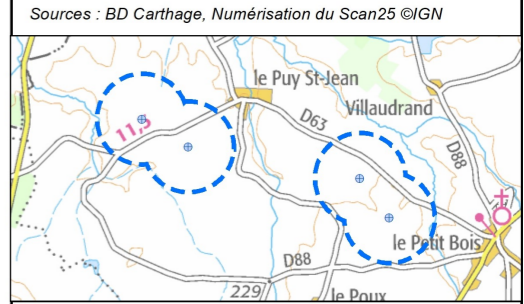 Sources : BD Carthage, Numérisation du Scan25 ©IGN
le Puy St-Jean
Villaudrand
11,5
D63
D88
le Petit Bois
D88
229
le Poux